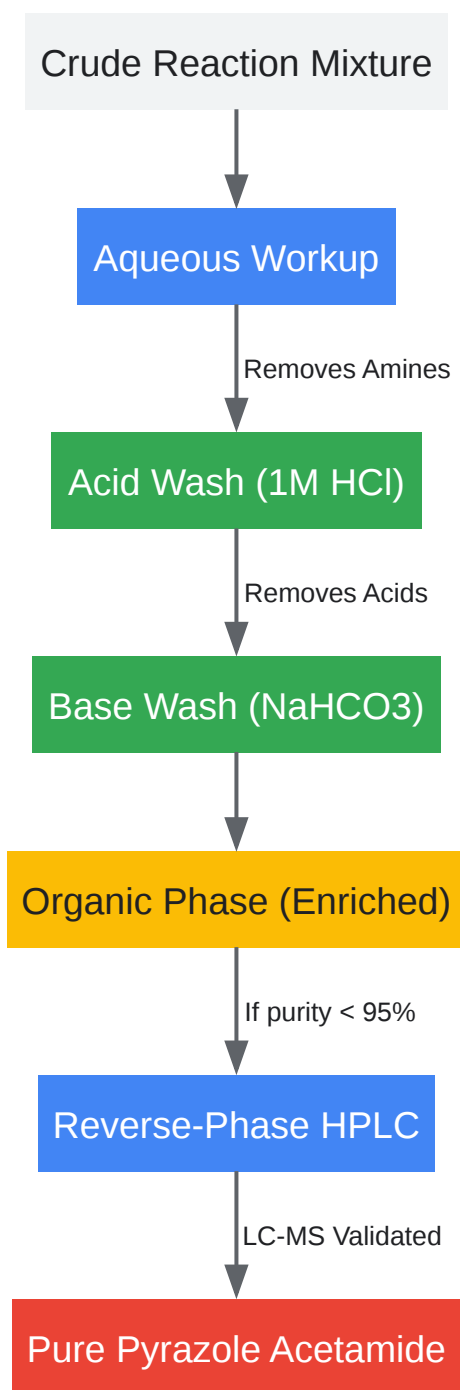 Crude Reaction Mixture
Aqueous Workup
Removes Amines
Acid Wash (1M HCl)
Removes Acids
Base Wash (NaHCO3)
Organic Phase (Enriched)
If purity < 95%
Reverse-Phase HPLC
LC-MS Validated
Pure Pyrazole Acetamide